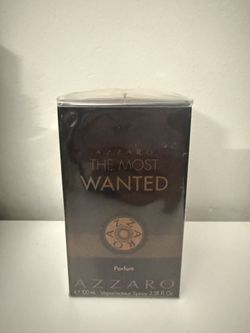 AZZARO
THE MOST
WANTED
AZZARO
Parfum
AZZARO
e 100 mL - Vaporisateur Spray 3.38 fl Oz